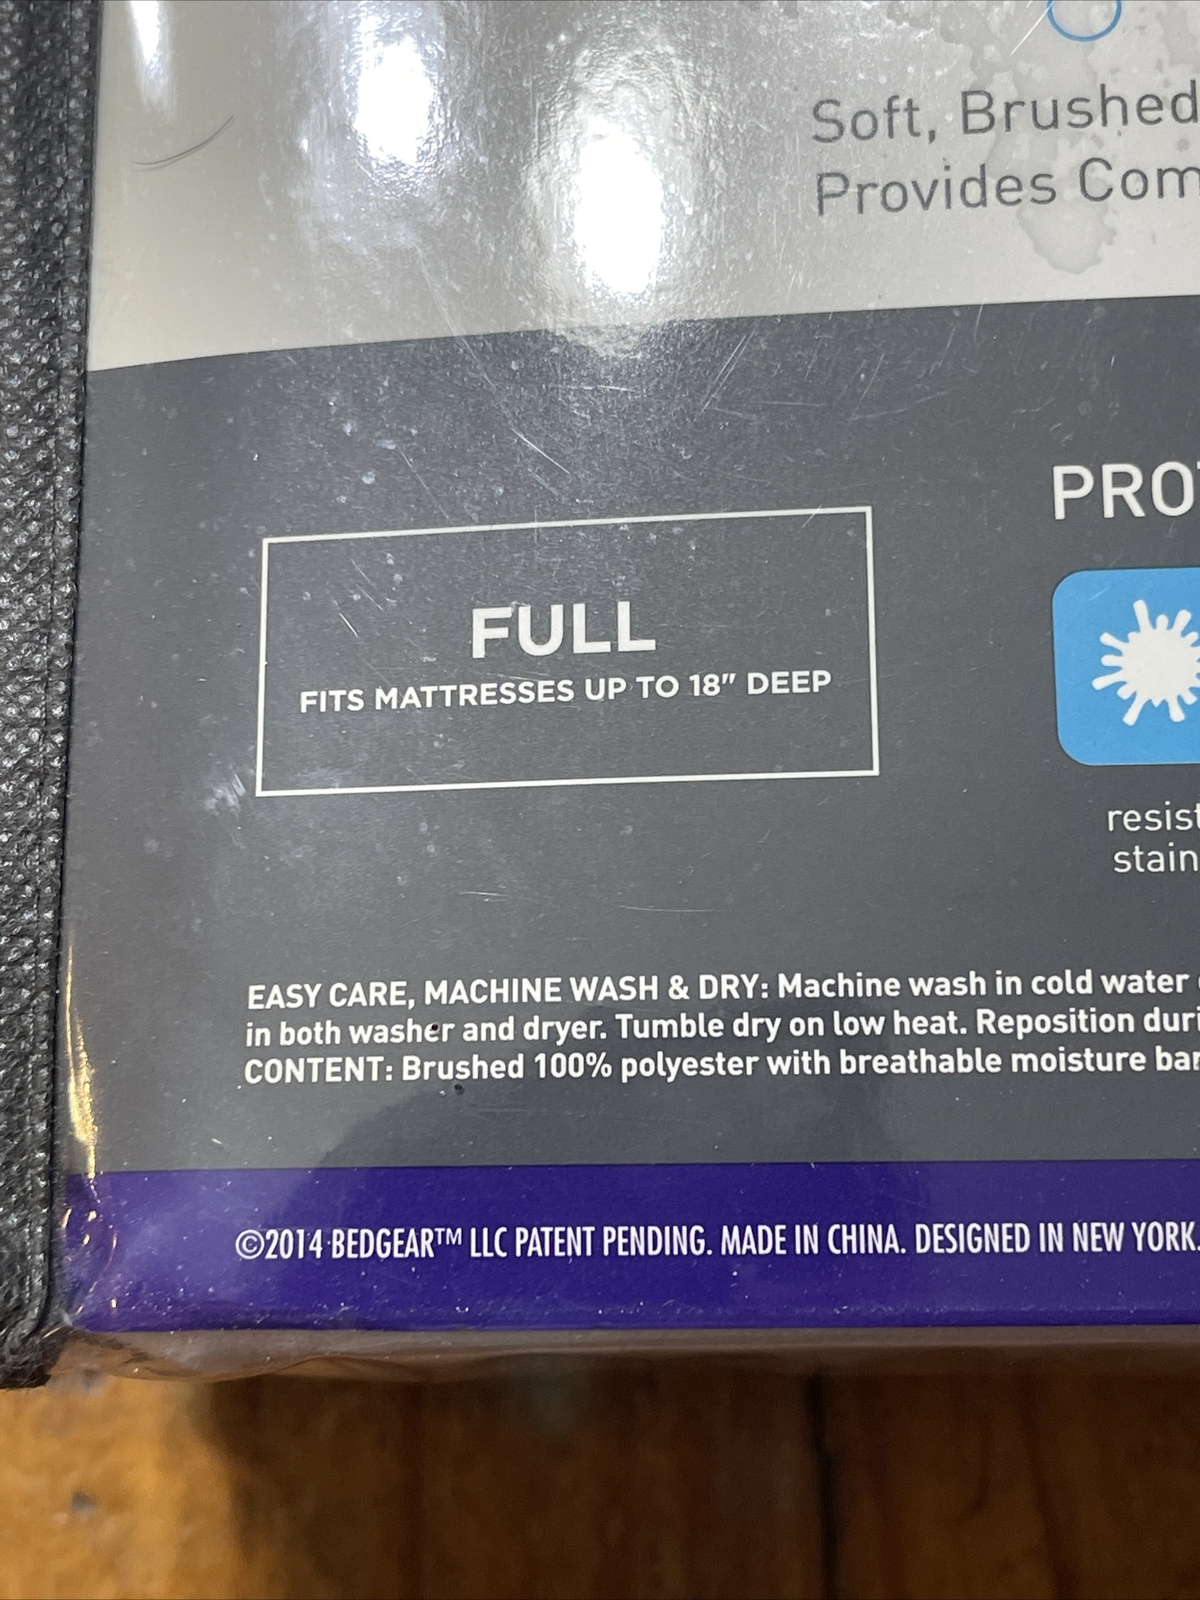 Soft, Brushed
Provides Com
PRO
FULL
FITS MATTRESSES UP TO 18" DEEP
resist
stain
EASY CARE, MACHINE WASH & DRY: Machine wash in cold water
in both washer and dryer. Tumble dry on low heat. Reposition duri
CONTENT: Brushed 100% polyester with breathable moisture bar
©2014 BEDGEAR™ LLC PATENT PENDING. MADE IN CHINA. DESIGNED IN NEW YORK.